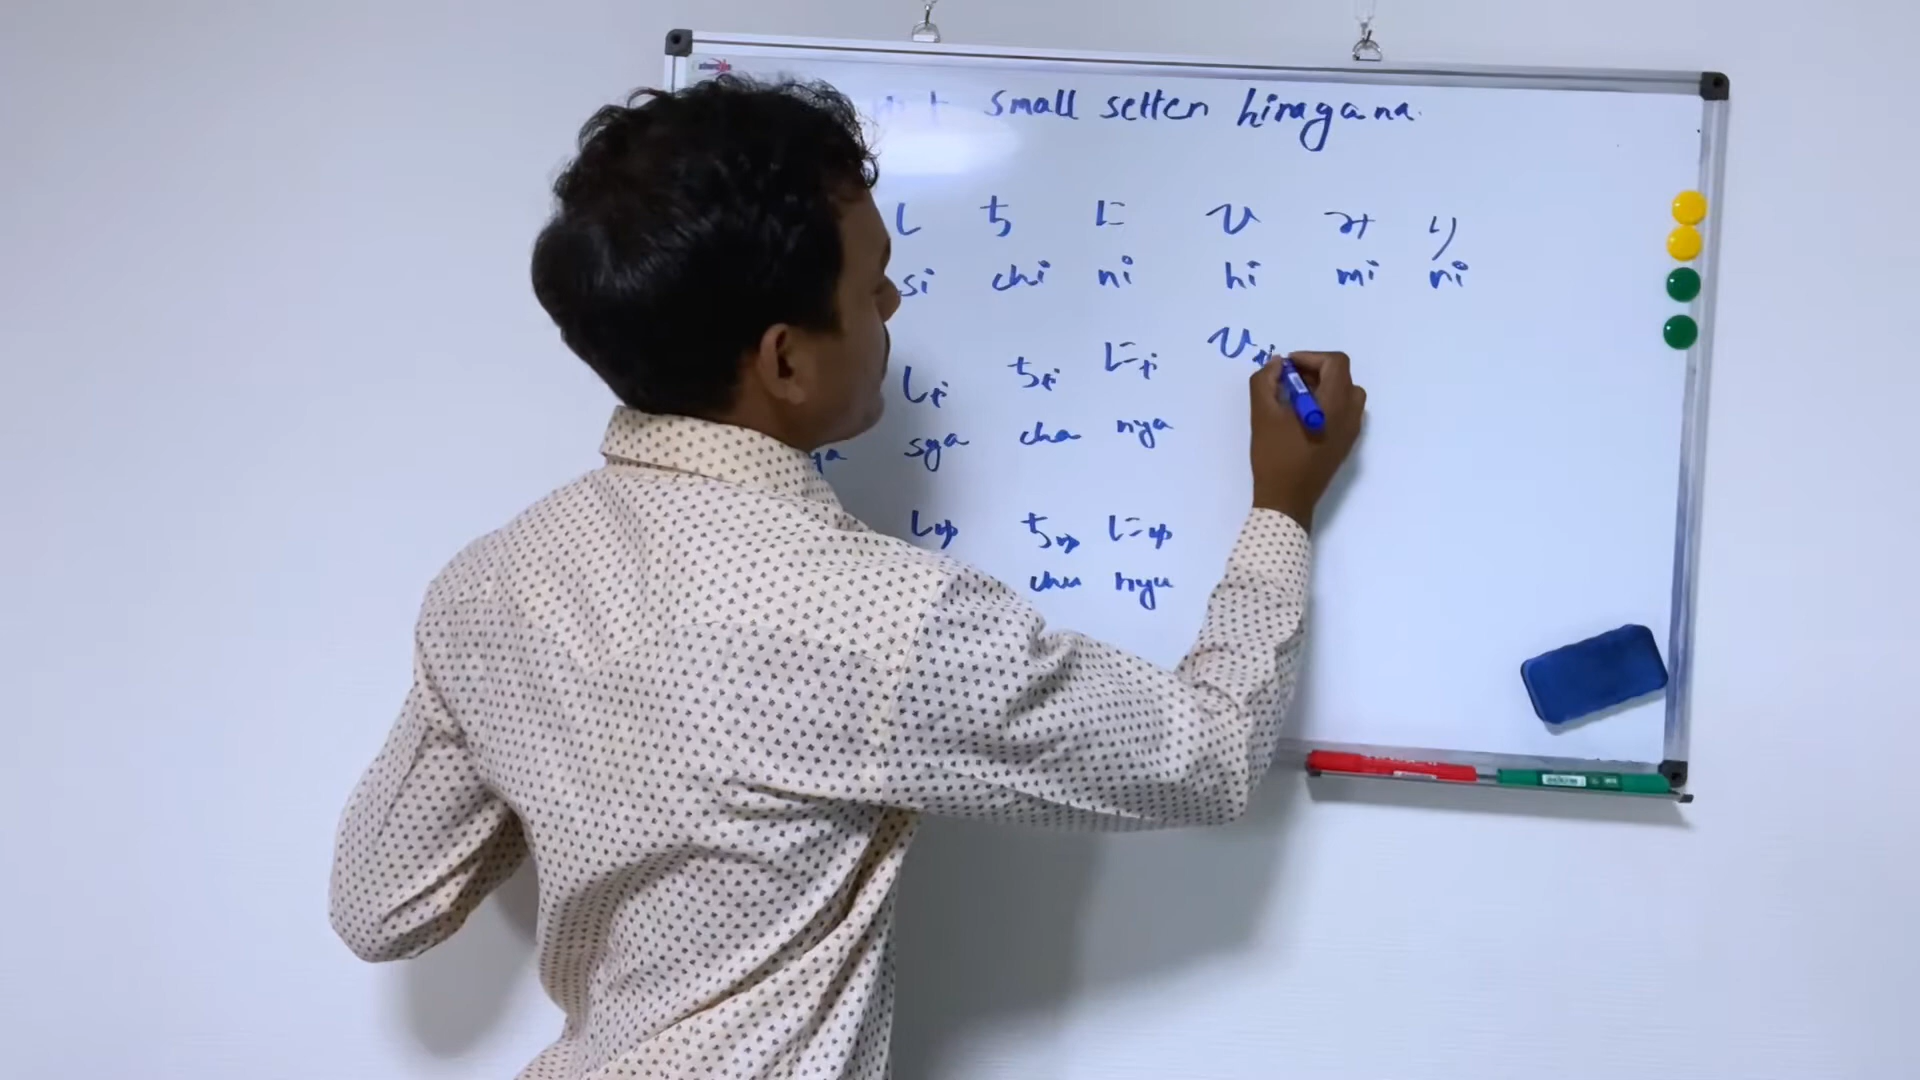 small setten hiragana.
し ち に ひ み り
si chi ni hi mi ri
しゃ ちゃ にゃ ひゃ
ya sya cha nya
しゅ ちゅ にゅ
chu nyu